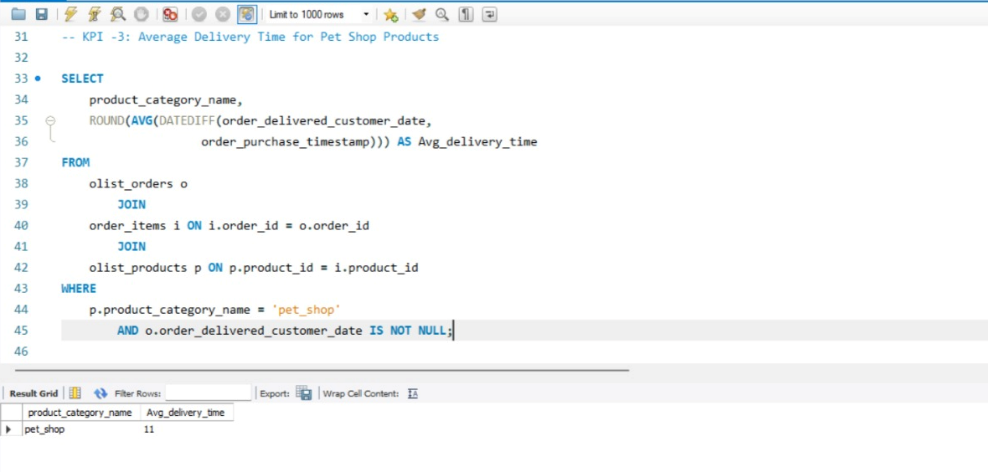 Limit to 1000 rows
31 -- KPI -3: Average Delivery Time for Pet Shop Products
32
33 SELECT
34 product_category_name,
35 ROUND(AVG(DATEDIFF(order_delivered_customer_date,
36 order_purchase_timestamp))) AS Avg_delivery_time
37 FROM
38 olist_orders o
39 JOIN
40 order_items i ON i.order_id = o.order_id
41 JOIN
42 olist_products p ON p.product_id = i.product_id
43 WHERE
44 p.product_category_name = 'pet_shop'
45 AND o.order_delivered_customer_date IS NOT NULL;
46
Result Grid Filter Rows: Export: Wrap Cell Content:
product_category_name Avg_delivery_time
pet_shop 11